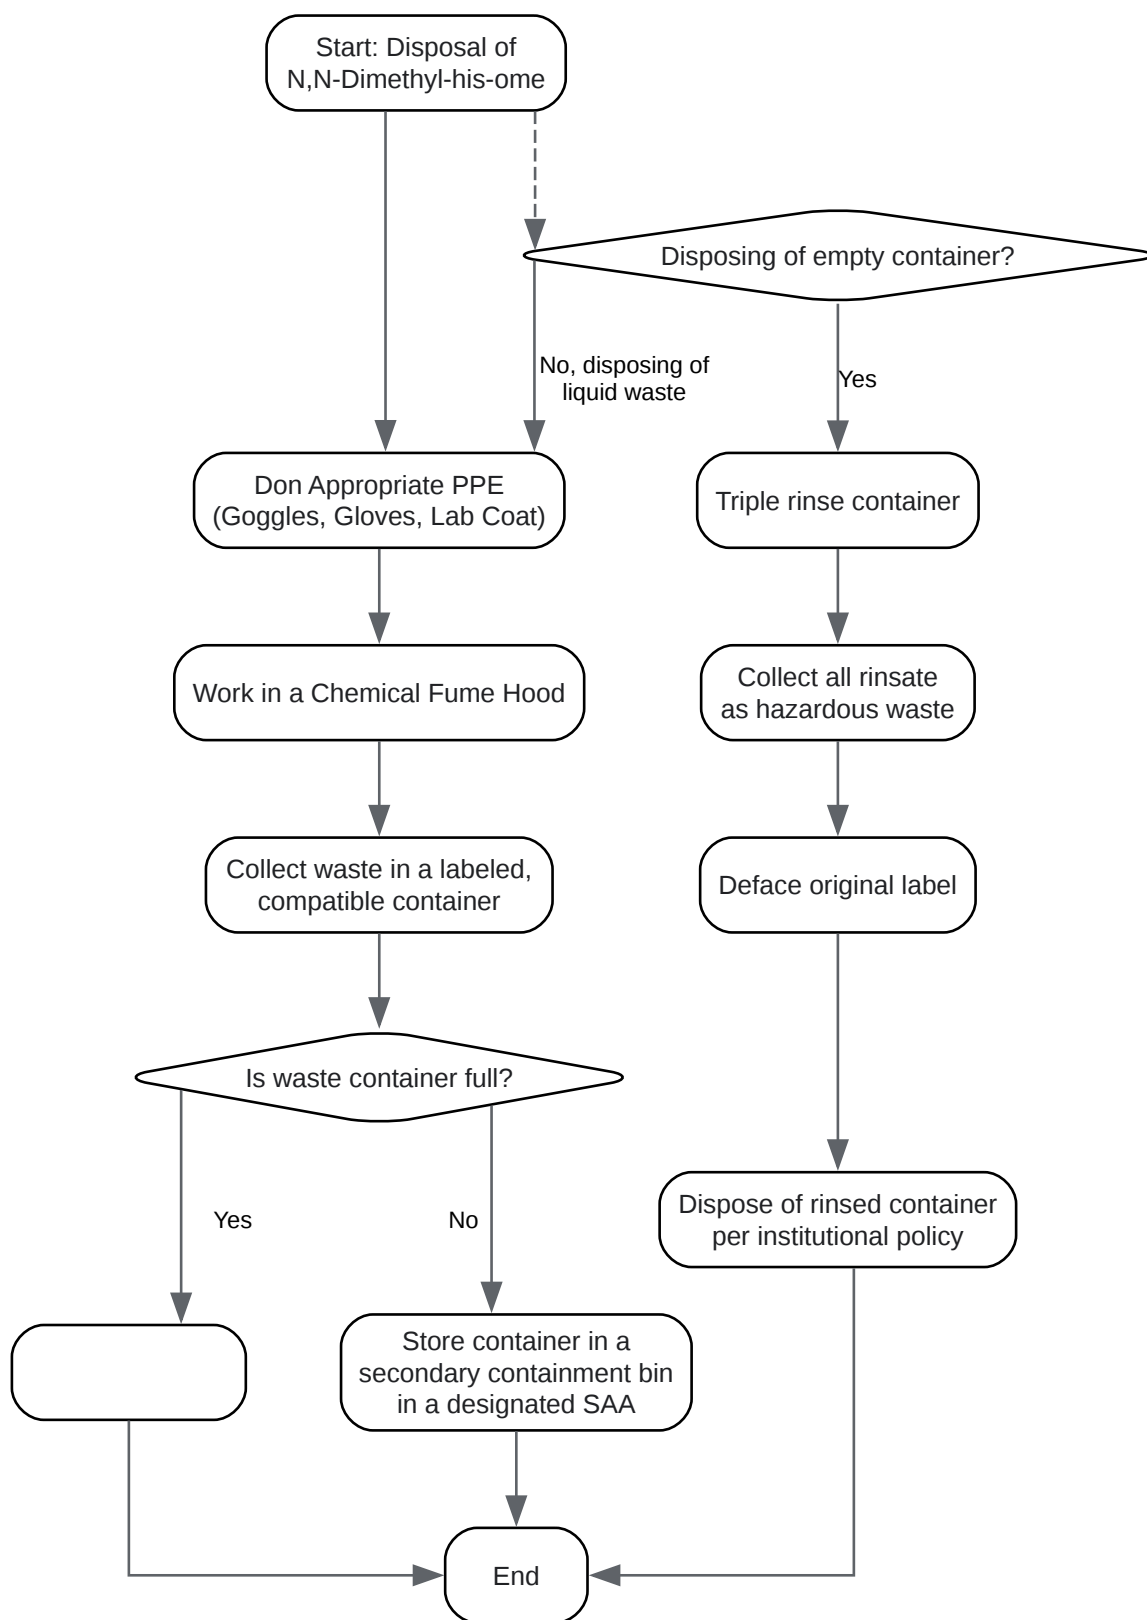 Start: Disposal of
N,N-Dimethyl-his-ome
Disposing of empty container?
No, disposing of
liquid waste
Yes
Don Appropriate PPE
(Goggles, Gloves, Lab Coat)
Triple rinse container
Work in a Chemical Fume Hood
Collect all rinsate
as hazardous waste
Collect waste in a labeled,
compatible container
Deface original label
Is waste container full?
Yes
No
Dispose of rinsed container
per institutional policy
Store container in a
secondary containment bin
in a designated SAA
End